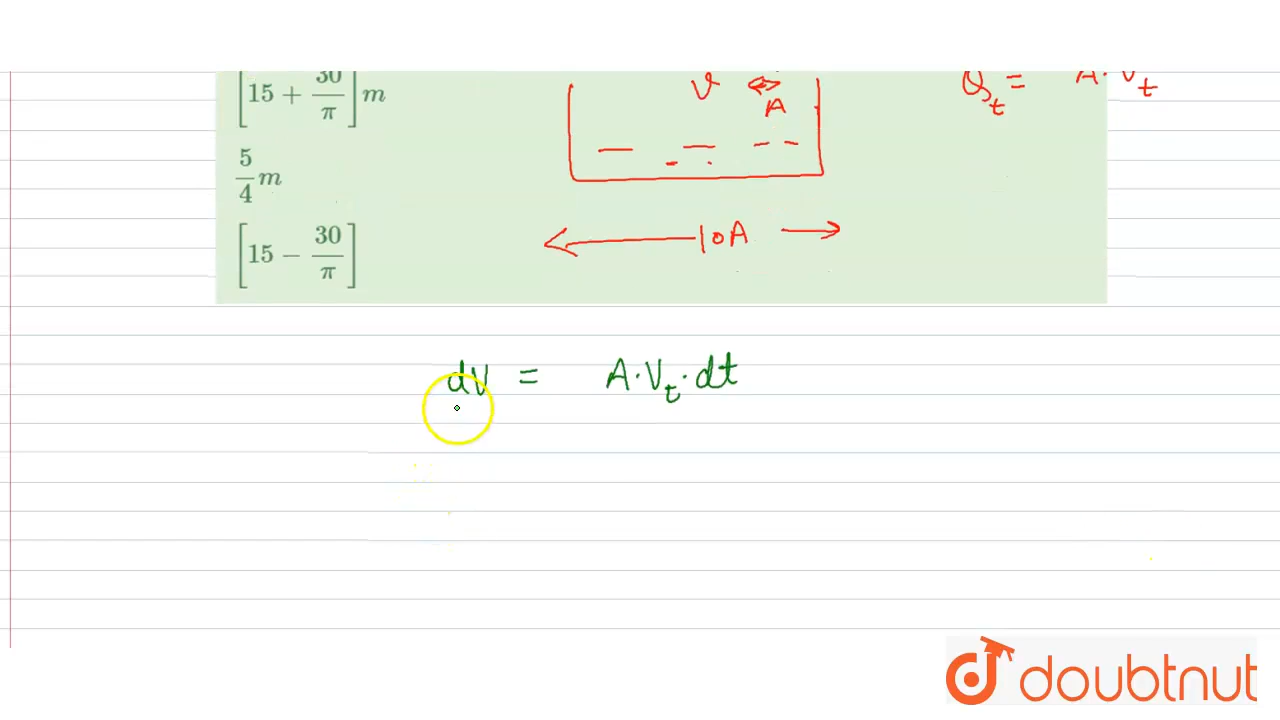 [15 + 30/π] m
V
A
Q_t = A · V_t
5/4 m
10A
[15 − 30/π]
dV = A · V_t · dt
doubtnut